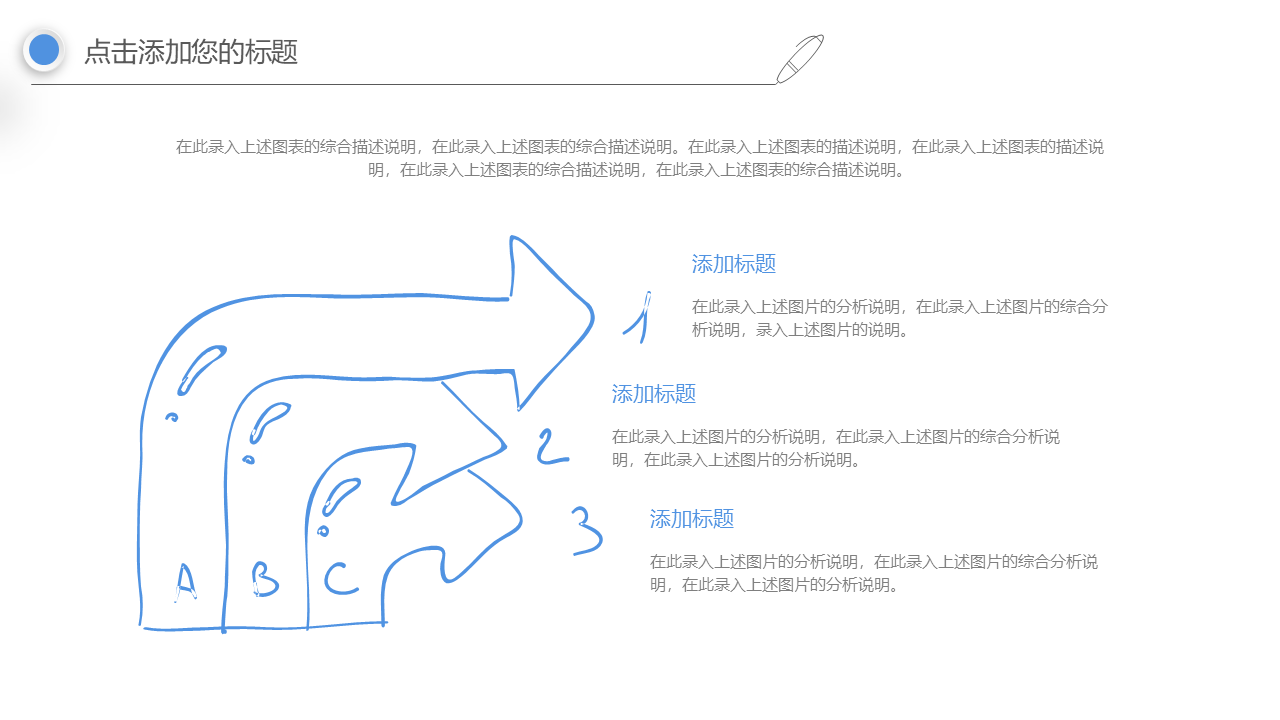 点击添加您的标题
在此录入上述图表的综合描述说明，在此录入上述图表的综合描述说明。在此录入上述图表的描述说明，在此录入上述图表的描述说
明，在此录入上述图表的综合描述说明，在此录入上述图表的综合描述说明。
1
添加标题
在此录入上述图片的分析说明，在此录入上述图片的综合分
析说明，录入上述图片的说明。
2
添加标题
在此录入上述图片的分析说明，在此录入上述图片的综合分析说
明，在此录入上述图片的分析说明。
3
添加标题
在此录入上述图片的分析说明，在此录入上述图片的综合分析说
明，在此录入上述图片的分析说明。
A B C